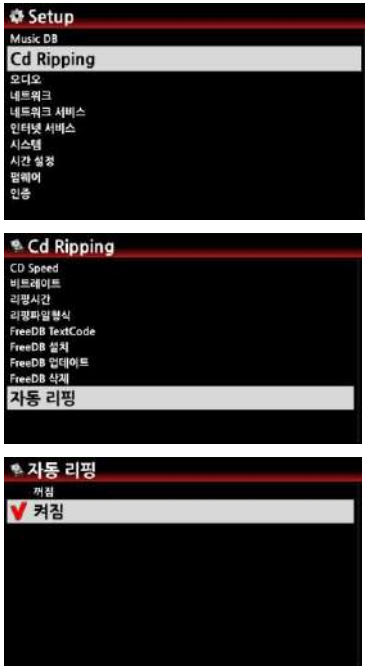 Setup
Music DB
Cd Ripping
오디오
네트워크
네트워크 서비스
인터넷 서비스
시스템
시간 설정
펌웨어
인증
Cd Ripping
CD Speed
비트레이트
리핑시간
리핑파일형식
FreeDB TextCode
FreeDB 설치
FreeDB 업데이트
FreeDB 삭제
자동 리핑
자동 리핑
꺼짐
켜짐